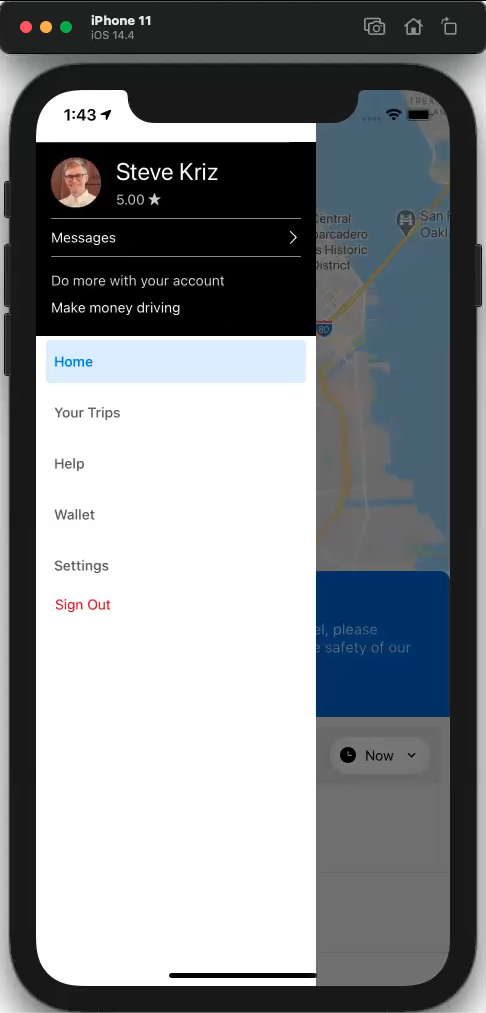 iPhone 11
iOS 14.4
1:43
TREA
Steve Kriz
5.00 ★
Central
San F
barcadero
Oakl
s Historic
District
Messages
Do more with your account
Make money driving
80
Home
Your Trips
Help
Wallet
Settings
Sign Out
el, please
e safety of our
Now